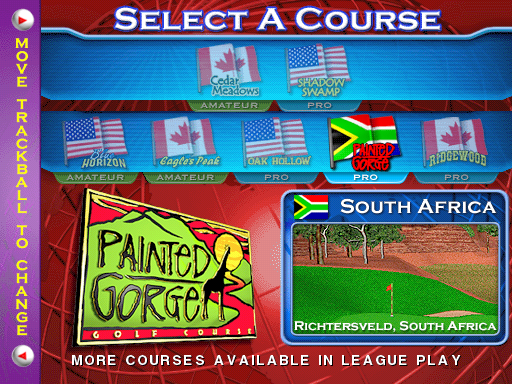 SELECT A COURSE
MOVE TRACKBALL TO CHANGE
Cedar
Meadows
AMATEUR
SHADOW
SWAMP
PRO
HORIZON
AMATEUR
Eagle's Peak
AMATEUR
OAK HOLLOW
PRO
PAINTED
GORGE
PRO
RIDGEWOOD
PRO
PAINTED
GORGE
GOLF COURSE
SOUTH AFRICA
RICHTERSVELD, SOUTH AFRICA
MORE COURSES AVAILABLE IN LEAGUE PLAY